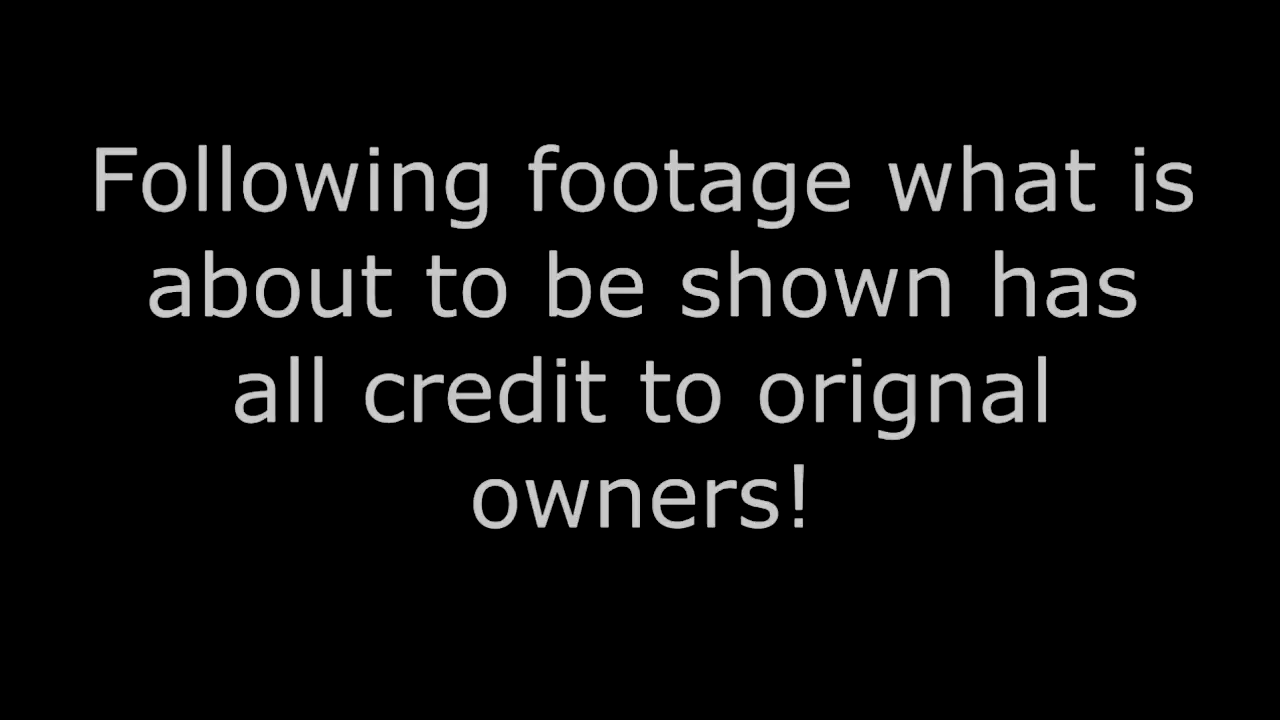 Following footage what is
about to be shown has
all credit to orignal
owners!